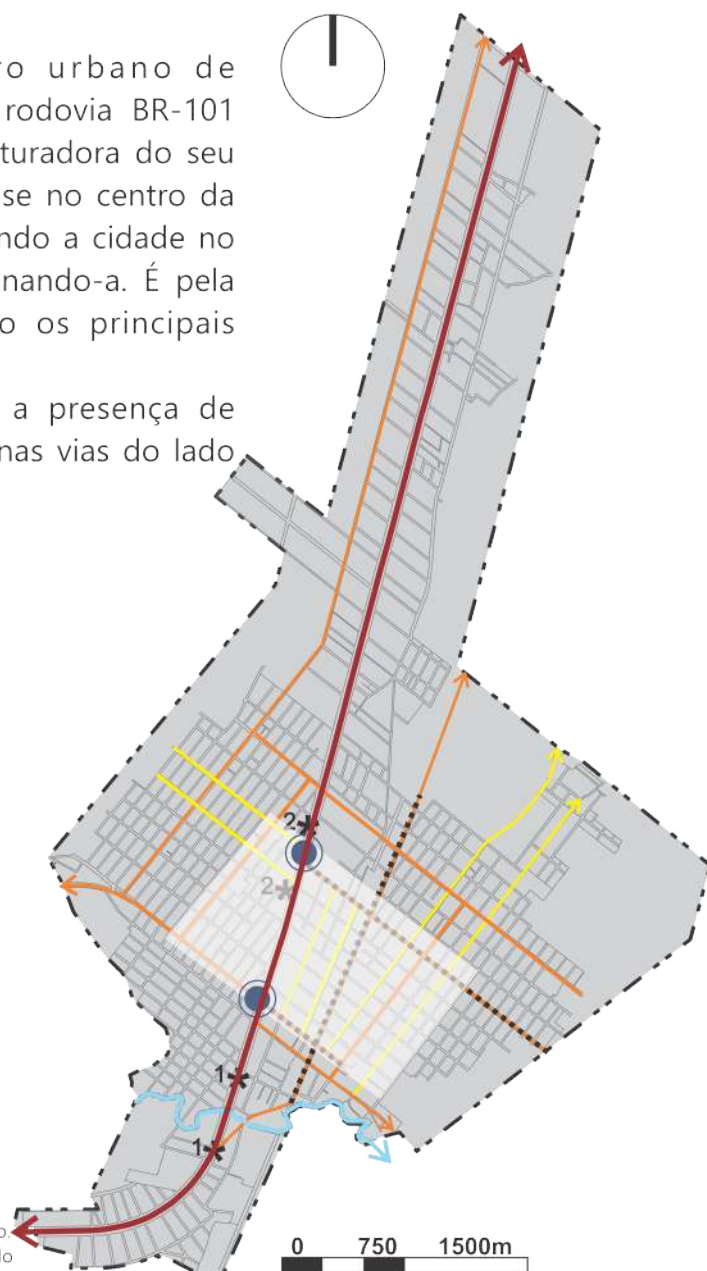 ro urbano de
rodovia BR-101
turadora do seu
se no centro da
ndo a cidade no
nando-a. É pela
o os principais
a presença de
nas vias do lado
2
2
1
1
o.
do
0 750 1500m